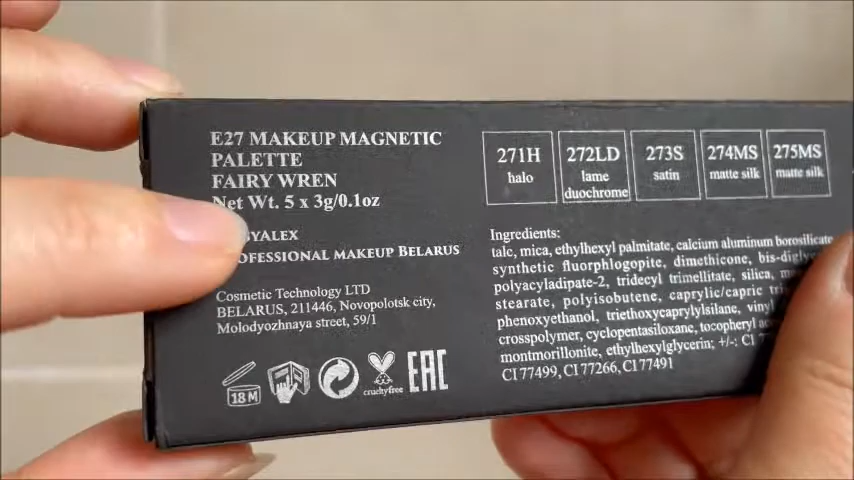 E27 MAKEUP MAGNETIC
PALETTE
FAIRY WREN
Net Wt. 5 x 3g/0.1oz
BELARUS
Cosmetic Technology LTD
BELARUS, 211446, Novopolotsk city,
Molodyozhnaya street, 59/1
18 M
crueltyfree
EAC
271H
halo
272LD
lame
duochrome
273S
satin
274MS
matte silk
275MS
matte silk
Ingredients:
talc, mica, ethylhexyl palmitate, calcium aluminum borosilicate
synthetic fluorphlogopite, dimethicone,
polyacyladipate-2, tridecyl trimellitate, silica,
stearate, polyisobutene, caprylic/capric
phenoxyethanol, triethoxycaprylylsilane,
crosspolymer, cyclopentasiloxane, tocopheryl
montmorillonite, ethylhexylglycerin; +/-: CI
CI 77499, CI 77266, CI 77491